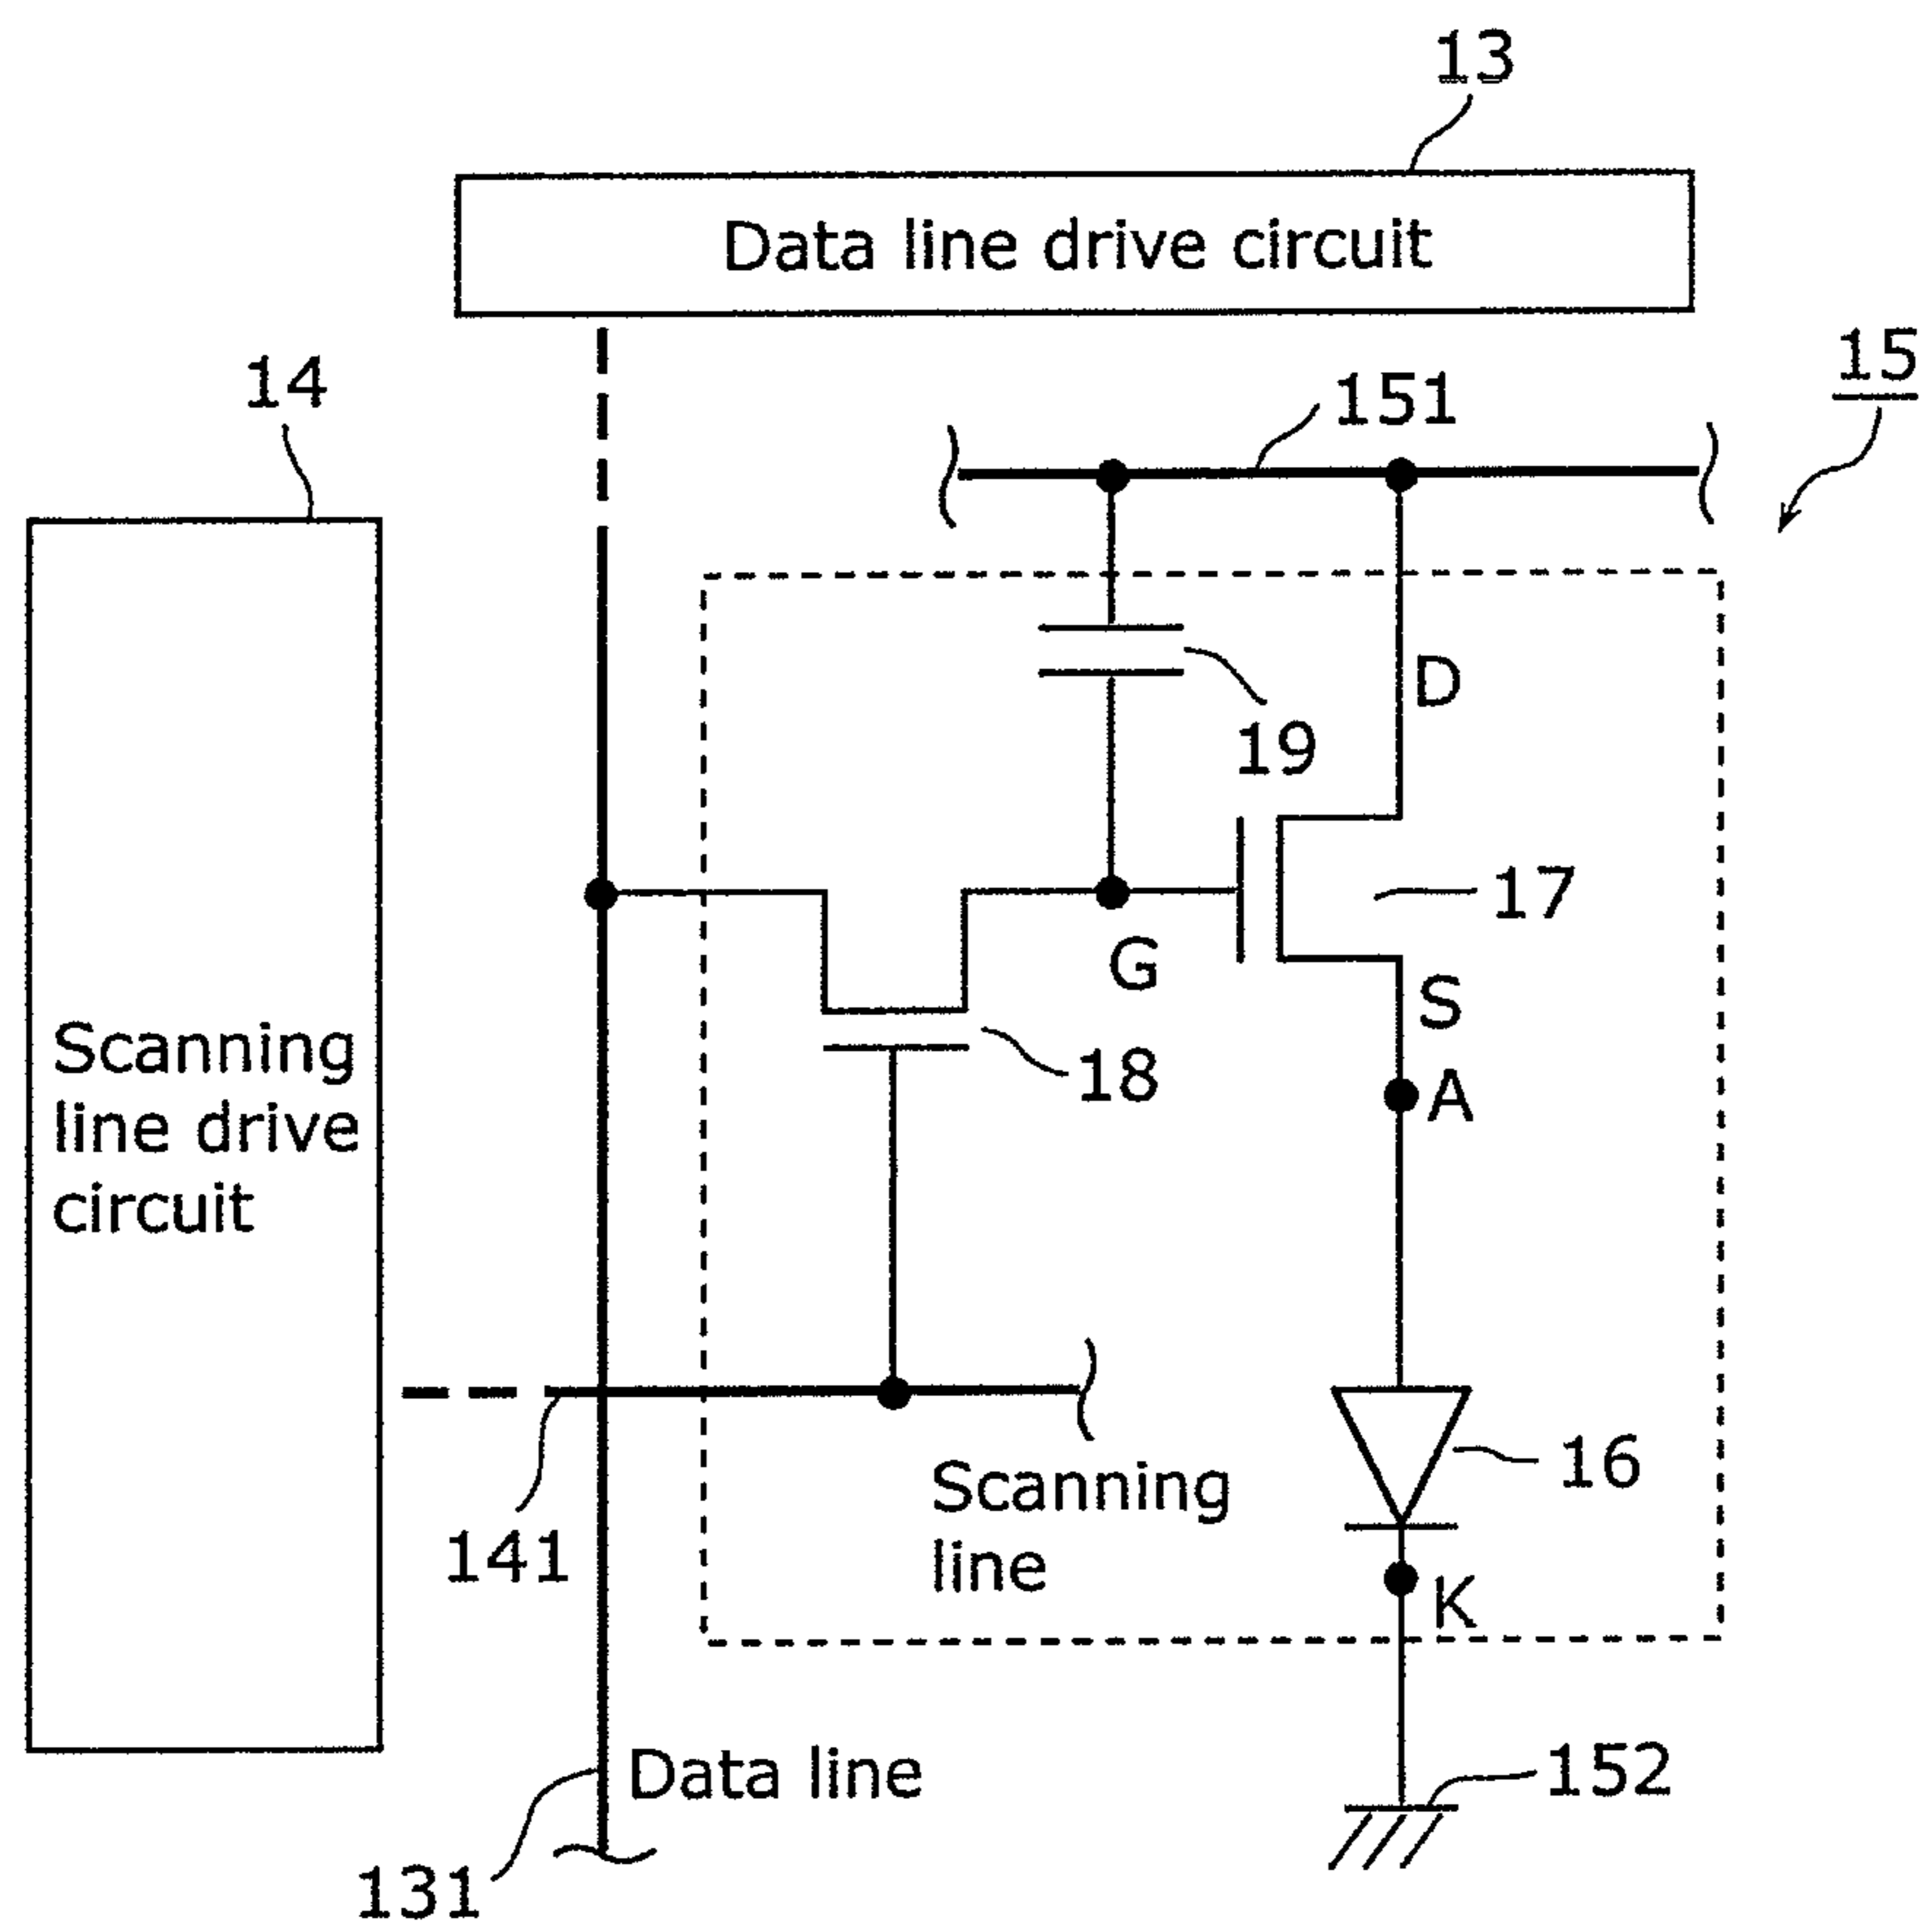 13
Data line drive circuit
14
151
15
D
19
17
G
S
18
A
Scanning
line drive
circuit
16
Scanning
line
141
K
Data line
152
131